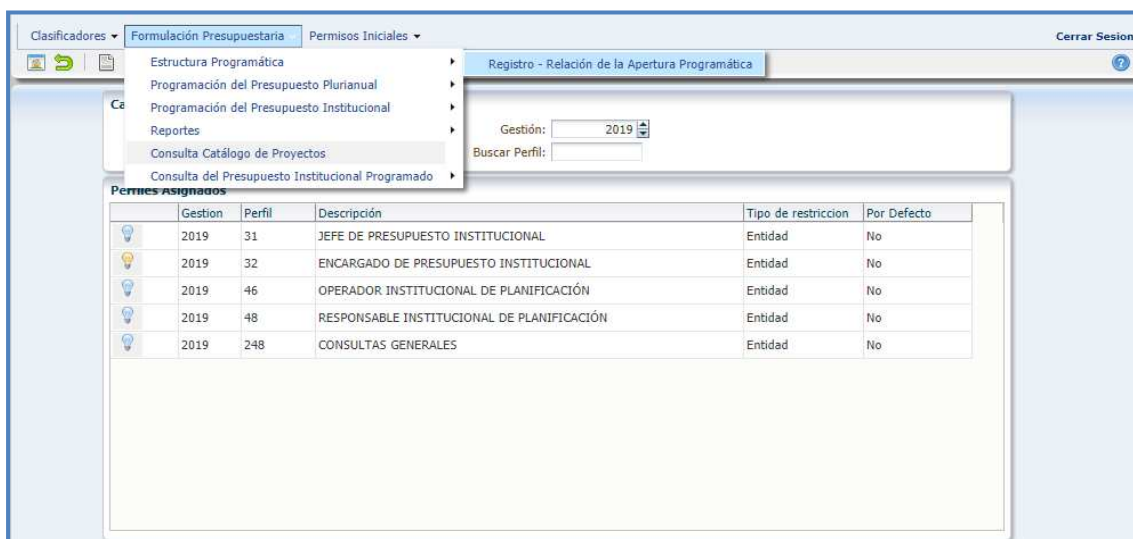 Clasificadores Formulación Presupuestaria Permisos Iniciales Cerrar Sesion
Estructura Programática
Registro - Relación de la Apertura Programática
Programación del Presupuesto Plurianual
Ca
Programación del Presupuesto Institucional
Reportes
Gestión: 2019
Consulta Catálogo de Proyectos
Buscar Perfil:
Consulta del Presupuesto Institucional Programado
Perfiles Asignados
Gestion Perfil Descripción Tipo de restriccion Por Defecto
2019 31 JEFE DE PRESUPUESTO INSTITUCIONAL Entidad No
2019 32 ENCARGADO DE PRESUPUESTO INSTITUCIONAL Entidad No
2019 46 OPERADOR INSTITUCIONAL DE PLANIFICACIÓN Entidad No
2019 48 RESPONSABLE INSTITUCIONAL DE PLANIFICACIÓN Entidad No
2019 248 CONSULTAS GENERALES Entidad No